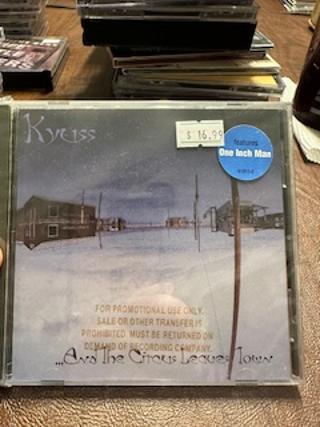 Kyuss
$ 16.99
features
One Inch Man
FOR PROMOTIONAL USE ONLY.
SALE OR OTHER TRANSFER IS
PROHIBITED. MUST BE RETURNED ON
DEMAND OF RECORDING COMPANY.
...And The Circus Leaves Town